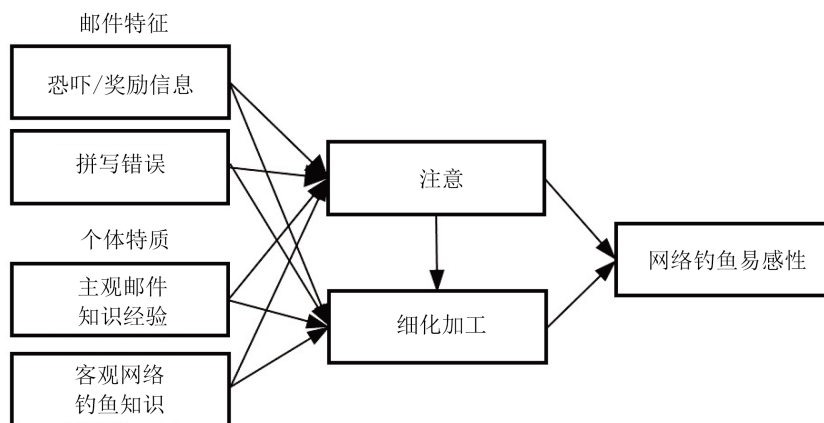 邮件特征
恐吓/奖励信息
拼写错误
个体特质
主观邮件
知识经验
客观网络
钓鱼知识
注意
细化加工
网络钓鱼易感性